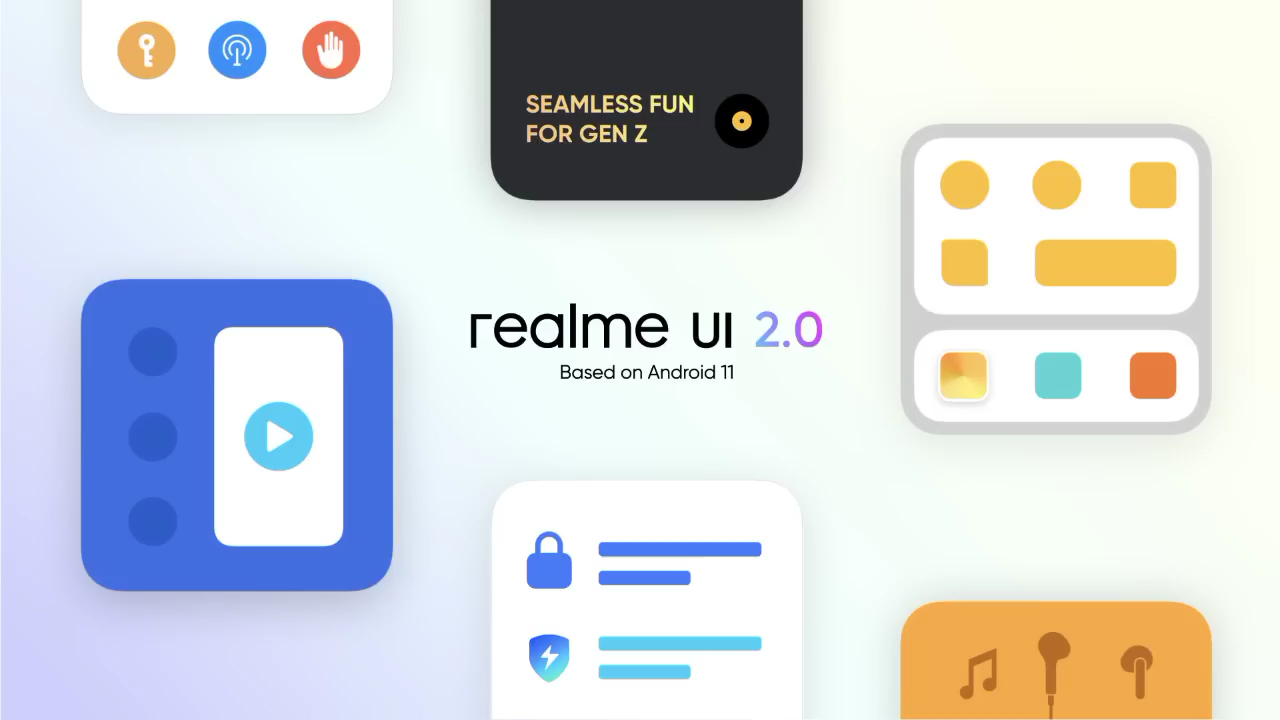 SEAMLESS FUN
FOR GEN Z
realme UI 2.0
Based on Android 11